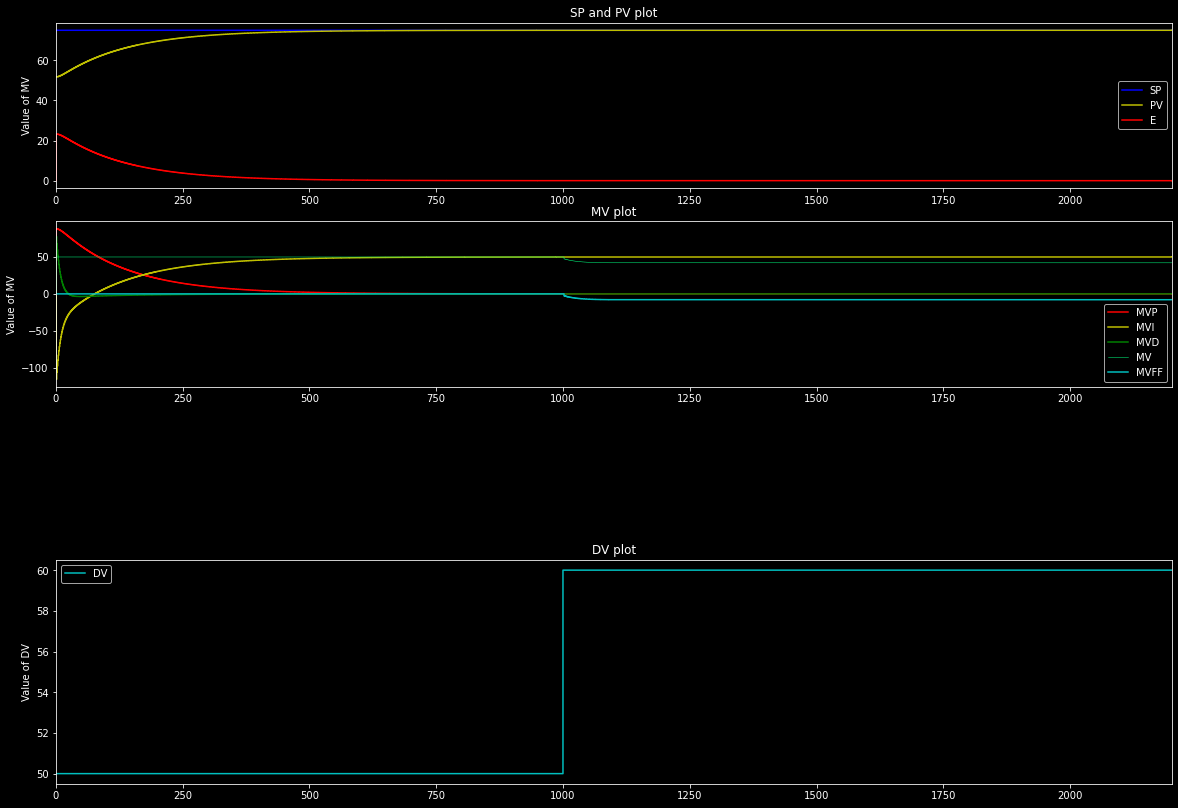 SP and PV plot
Value of MV
60
40
20
0
SP
PV
E
0 250 500 750 1000 1250 1500 1750 2000
MV plot
Value of MV
50
0
−50
−100
MVP
MVI
MVD
MV
MVFF
0 250 500 750 1000 1250 1500 1750 2000
DV plot
Value of DV
60
58
56
54
52
50
DV
0 250 500 750 1000 1250 1500 1750 2000